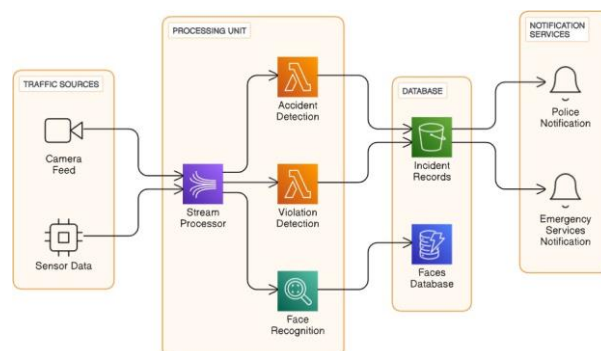 TRAFFIC SOURCES
Camera
Feed
Sensor Data
PROCESSING UNIT
Stream
Processor
Accident
Detection
Violation
Detection
Face
Recognition
DATABASE
Incident
Records
Faces
Database
NOTIFICATION
SERVICES
Police
Notification
Emergency
Services
Notification